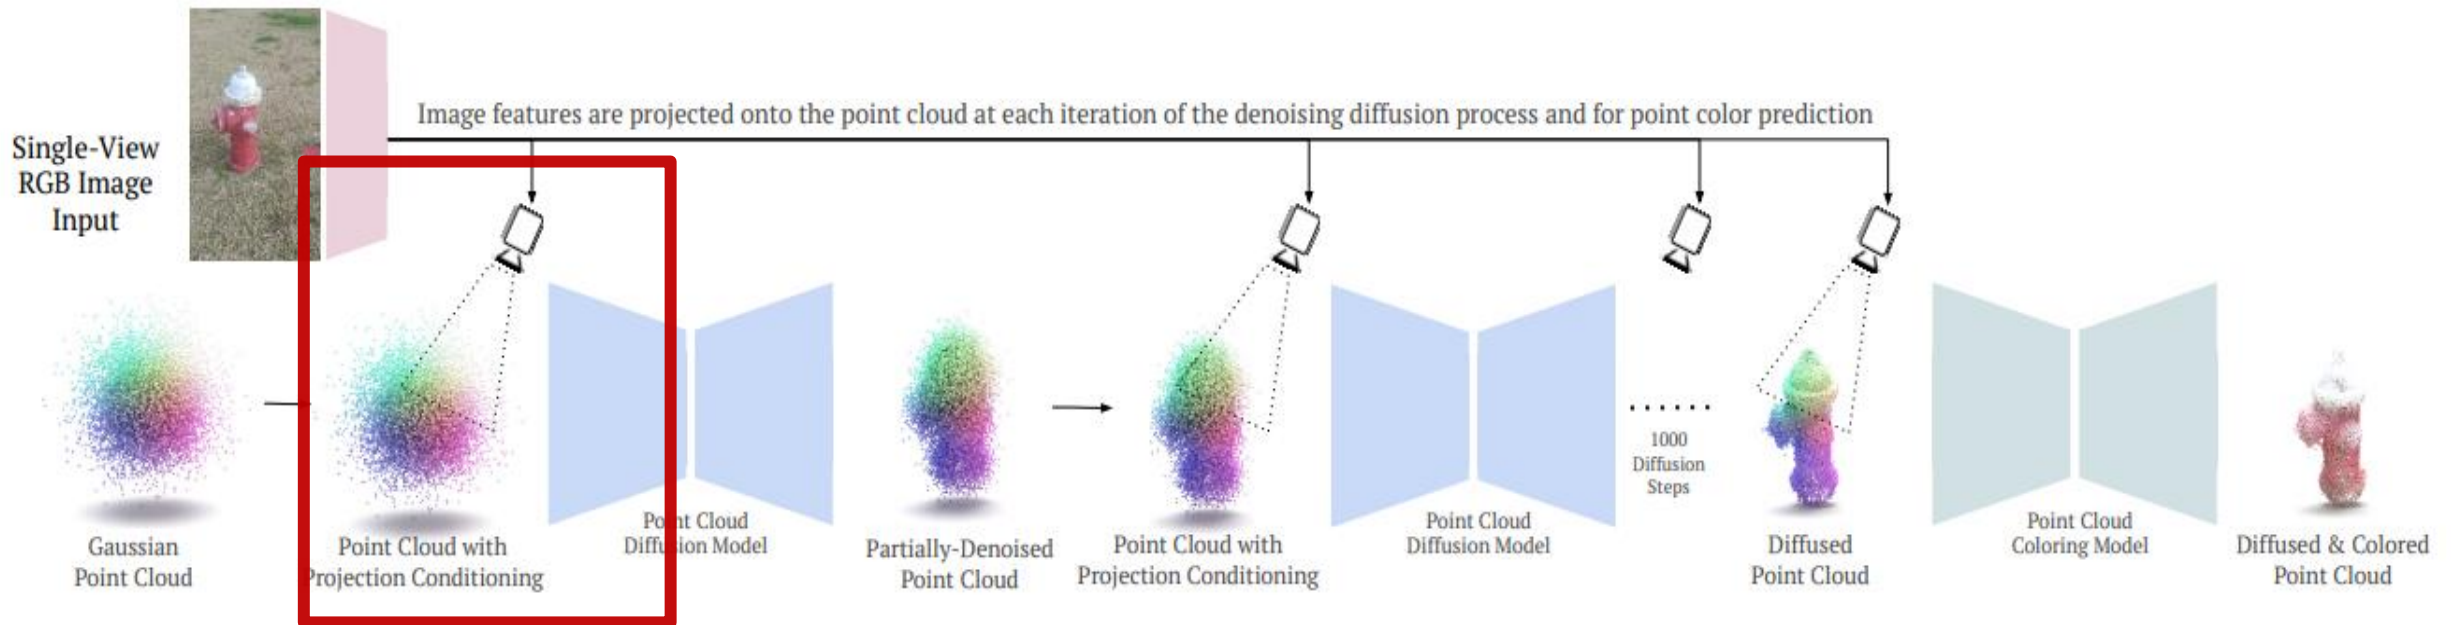 Image features are projected onto the point cloud at each iteration of the denoising diffusion process and for point color prediction
Single-View
RGB Image
Input
Gaussian
Point Cloud
Point Cloud with
Projection Conditioning
Point Cloud
Diffusion Model
Partially-Denoised
Point Cloud
Point Cloud with
Projection Conditioning
Point Cloud
Diffusion Model
1000
Diffusion
Steps
Diffused
Point Cloud
Point Cloud
Coloring Model
Diffused & Colored
Point Cloud